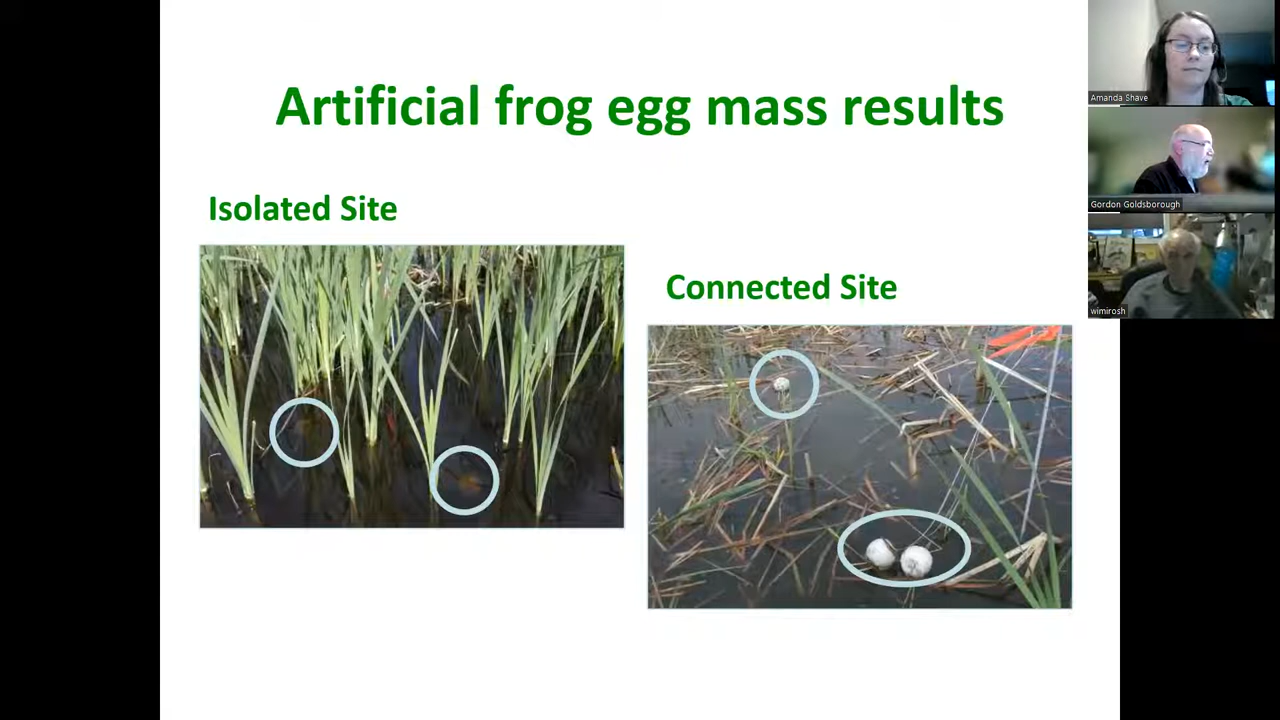 Artificial frog egg mass results
Isolated Site
Connected Site
Amanda Shave
Gordon Goldsborough
wimirosh